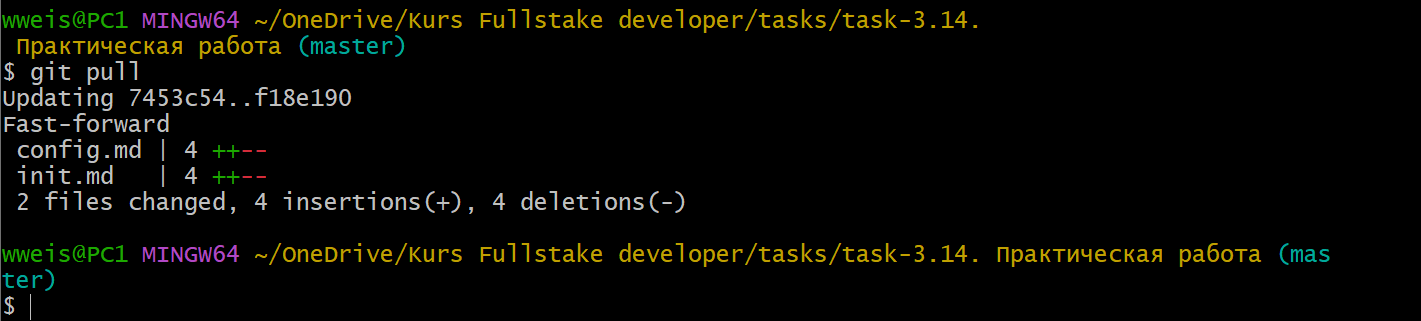 wweis@PC1 MINGW64 ~/OneDrive/Kurs Fullstake developer/tasks/task-3.14.
 Практическая работа (master)
$ git pull
Updating 7453c54..f18e190
Fast-forward
 config.md | 4 ++--
 init.md   | 4 ++--
 2 files changed, 4 insertions(+), 4 deletions(-)
wweis@PC1 MINGW64 ~/OneDrive/Kurs Fullstake developer/tasks/task-3.14. Практическая работа (mas
ter)
$